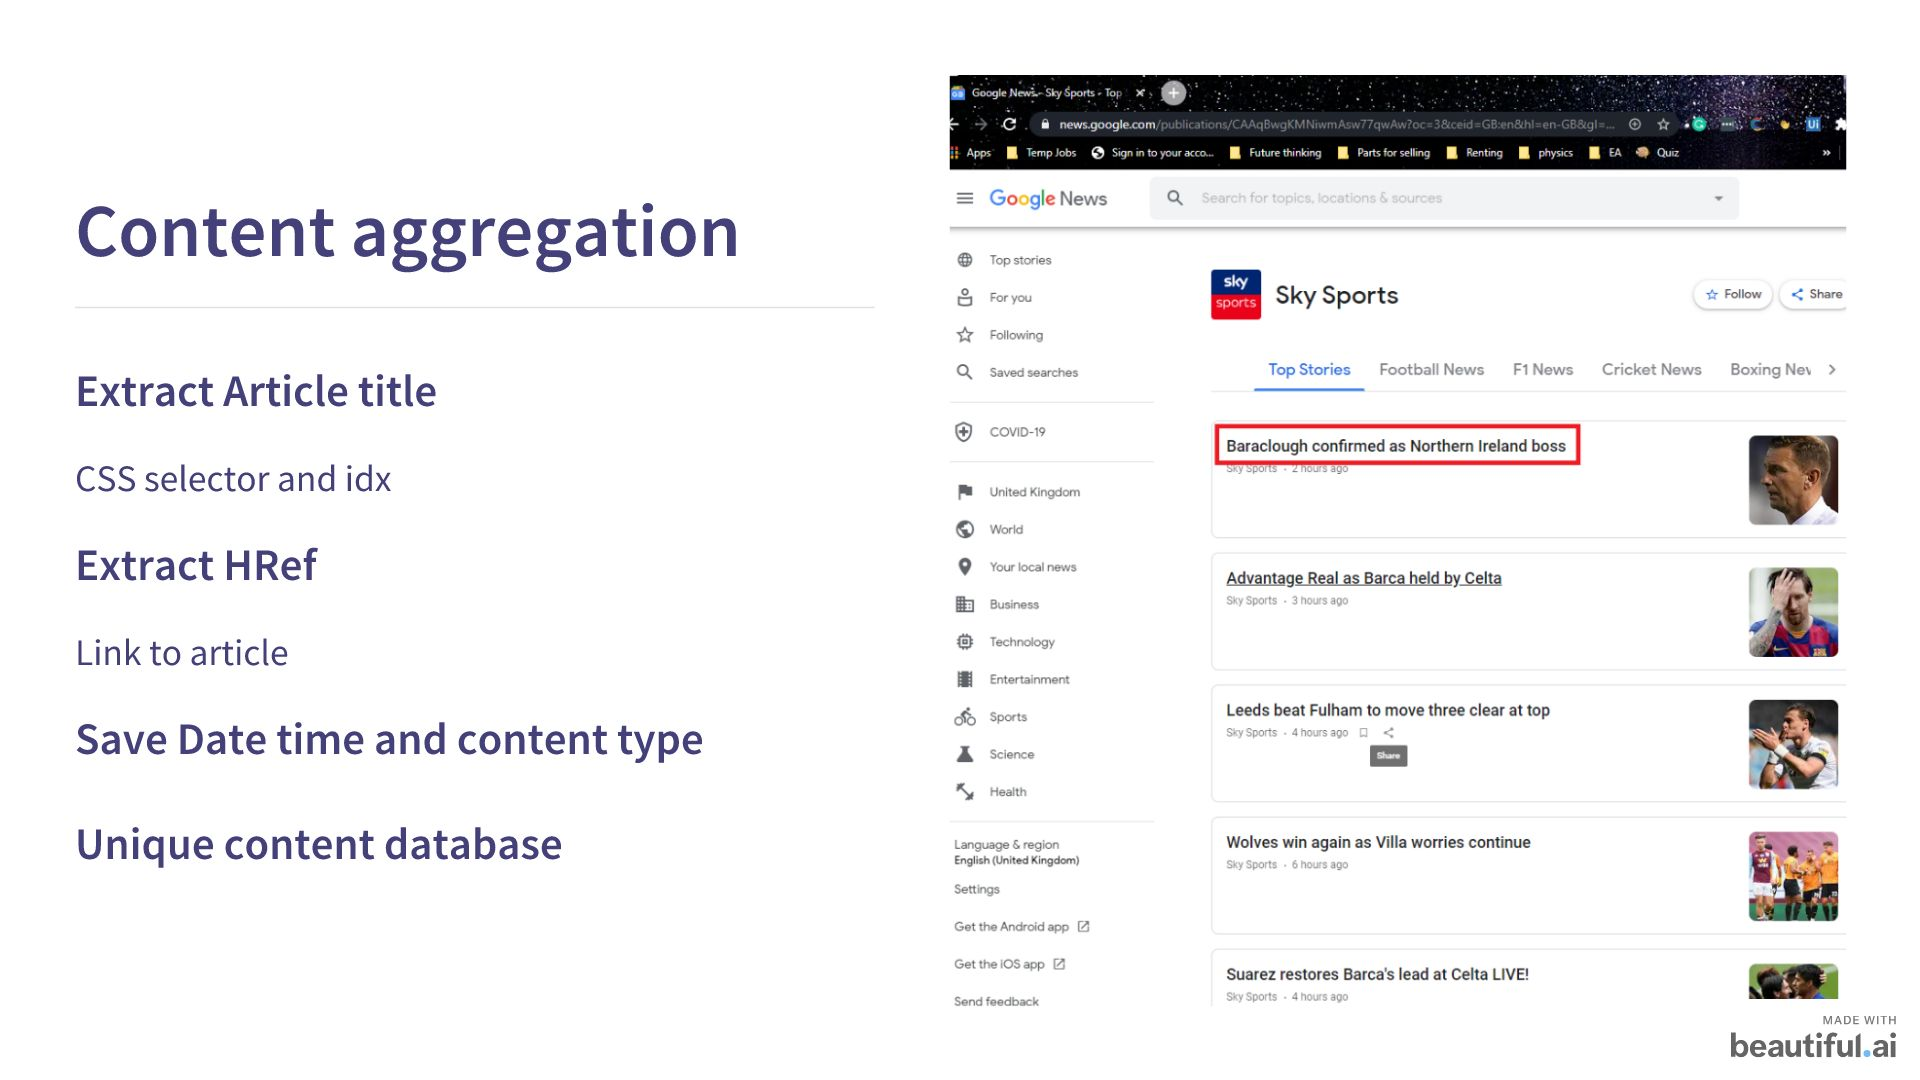 Content aggregation
Extract Article title
CSS selector and idx
Extract HRef
Link to article
Save Date time and content type
Unique content database
Google News - Sky Sports - Top
news.google.com/publications/CAAqBwgKMNiwmAsw77qwAw?oc=3&ceid=GB:en&hl=en-GB&gl=...
Apps Temp Jobs Sign in to your acco... Future thinking Parts for selling Renting physics EA Quiz »
Google News
Search for topics, locations & sources
Top stories
For you
Following
Saved searches
COVID-19
United Kingdom
World
Your local news
Business
Technology
Entertainment
Sports
Science
Health
Language & region
English (United Kingdom)
Settings
Get the Android app
Get the iOS app
Send feedback
sky
sports
Sky Sports
Follow Share
Top Stories Football News F1 News Cricket News Boxing Nev
Baraclough confirmed as Northern Ireland boss
Sky Sports · 2 hours ago
Advantage Real as Barca held by Celta
Sky Sports · 3 hours ago
Leeds beat Fulham to move three clear at top
Sky Sports · 4 hours ago
Share
Wolves win again as Villa worries continue
Sky Sports · 6 hours ago
Suarez restores Barca's lead at Celta LIVE!
Sky Sports · 4 hours ago
MADE WITH
beautiful.ai